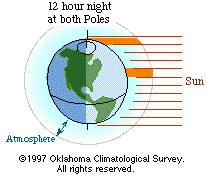 12 hour night
at both Poles
Sun
Atmosphere
©1997 Oklahoma Climatological Survey.
All rights reserved.